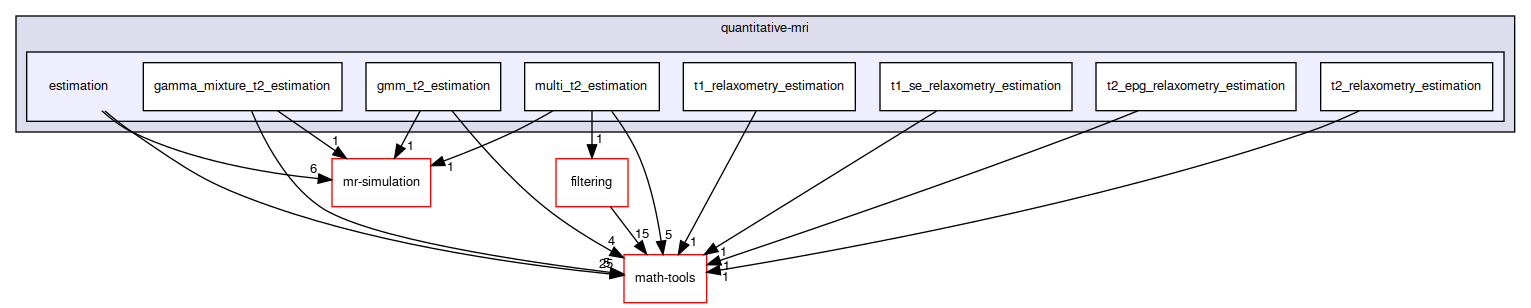 quantitative-mri
estimation
gamma_mixture_t2_estimation
gmm_t2_estimation
multi_t2_estimation
t1_relaxometry_estimation
t1_se_relaxometry_estimation
t2_epg_relaxometry_estimation
t2_relaxometry_estimation
1
1
1
1
6
mr-simulation
filtering
15
5
4
1
1
1
1
25
math-tools